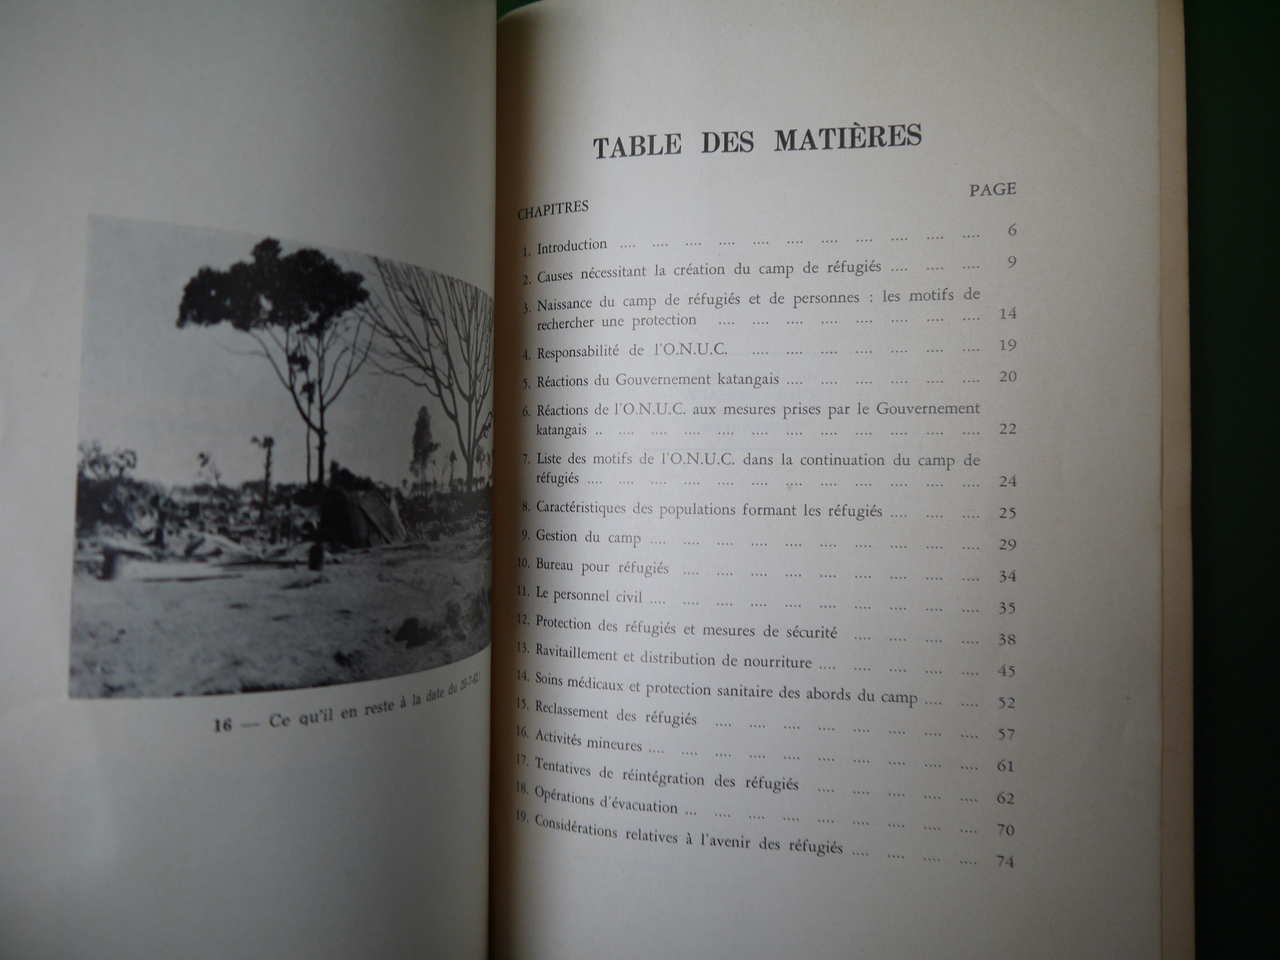 16 — Ce qu'il en reste à la date du 20-7-62!
TABLE DES MATIÈRES
CHAPITRES PAGE
1. Introduction .... .... .... .... .... .... .... .... .... .... .... 6
2. Causes nécessitant la création du camp de réfugiés .... .... .... 9
3. Naissance du camp de réfugiés et de personnes : les motifs de
rechercher une protection .... .... .... .... .... .... .... .... 14
4. Responsabilité de l'O.N.U.C. .... .... .... .... .... .... .... 19
5. Réactions du Gouvernement katangais .... .... .... .... .... .... 20
6. Réactions de l'O.N.U.C. aux mesures prises par le Gouvernement
katangais .. .... .... .... .... .... .... .... .... .... .... .... 22
7. Liste des motifs de l'O.N.U.C. dans la continuation du camp de
réfugiés .... .... .... .... .... .... .... .... .... .... .... .... 24
8. Caractéristiques des populations formant les réfugiés .... .... .... 25
9. Gestion du camp .... .... .... .... .... .... .... .... .... .... 29
10. Bureau pour réfugiés .... .... .... .... .... .... .... .... .... 34
11. Le personnel civil .... .... .... .... .... .... .... .... .... .... 35
12. Protection des réfugiés et mesures de sécurité .... .... .... .... 38
13. Ravitaillement et distribution de nourriture .... .... .... .... .... 45
14. Soins médicaux et protection sanitaire des abords du camp .... .... 52
15. Reclassement des réfugiés .... .... .... .... .... .... .... .... 57
16. Activités mineures .... .... .... .... .... .... .... .... .... .... 61
17. Tentatives de réintégration des réfugiés .... .... .... .... .... 62
18. Opérations d'évacuation ... .... .... .... .... .... .... .... .... 70
19. Considérations relatives à l'avenir des réfugiés .... .... .... .... 74